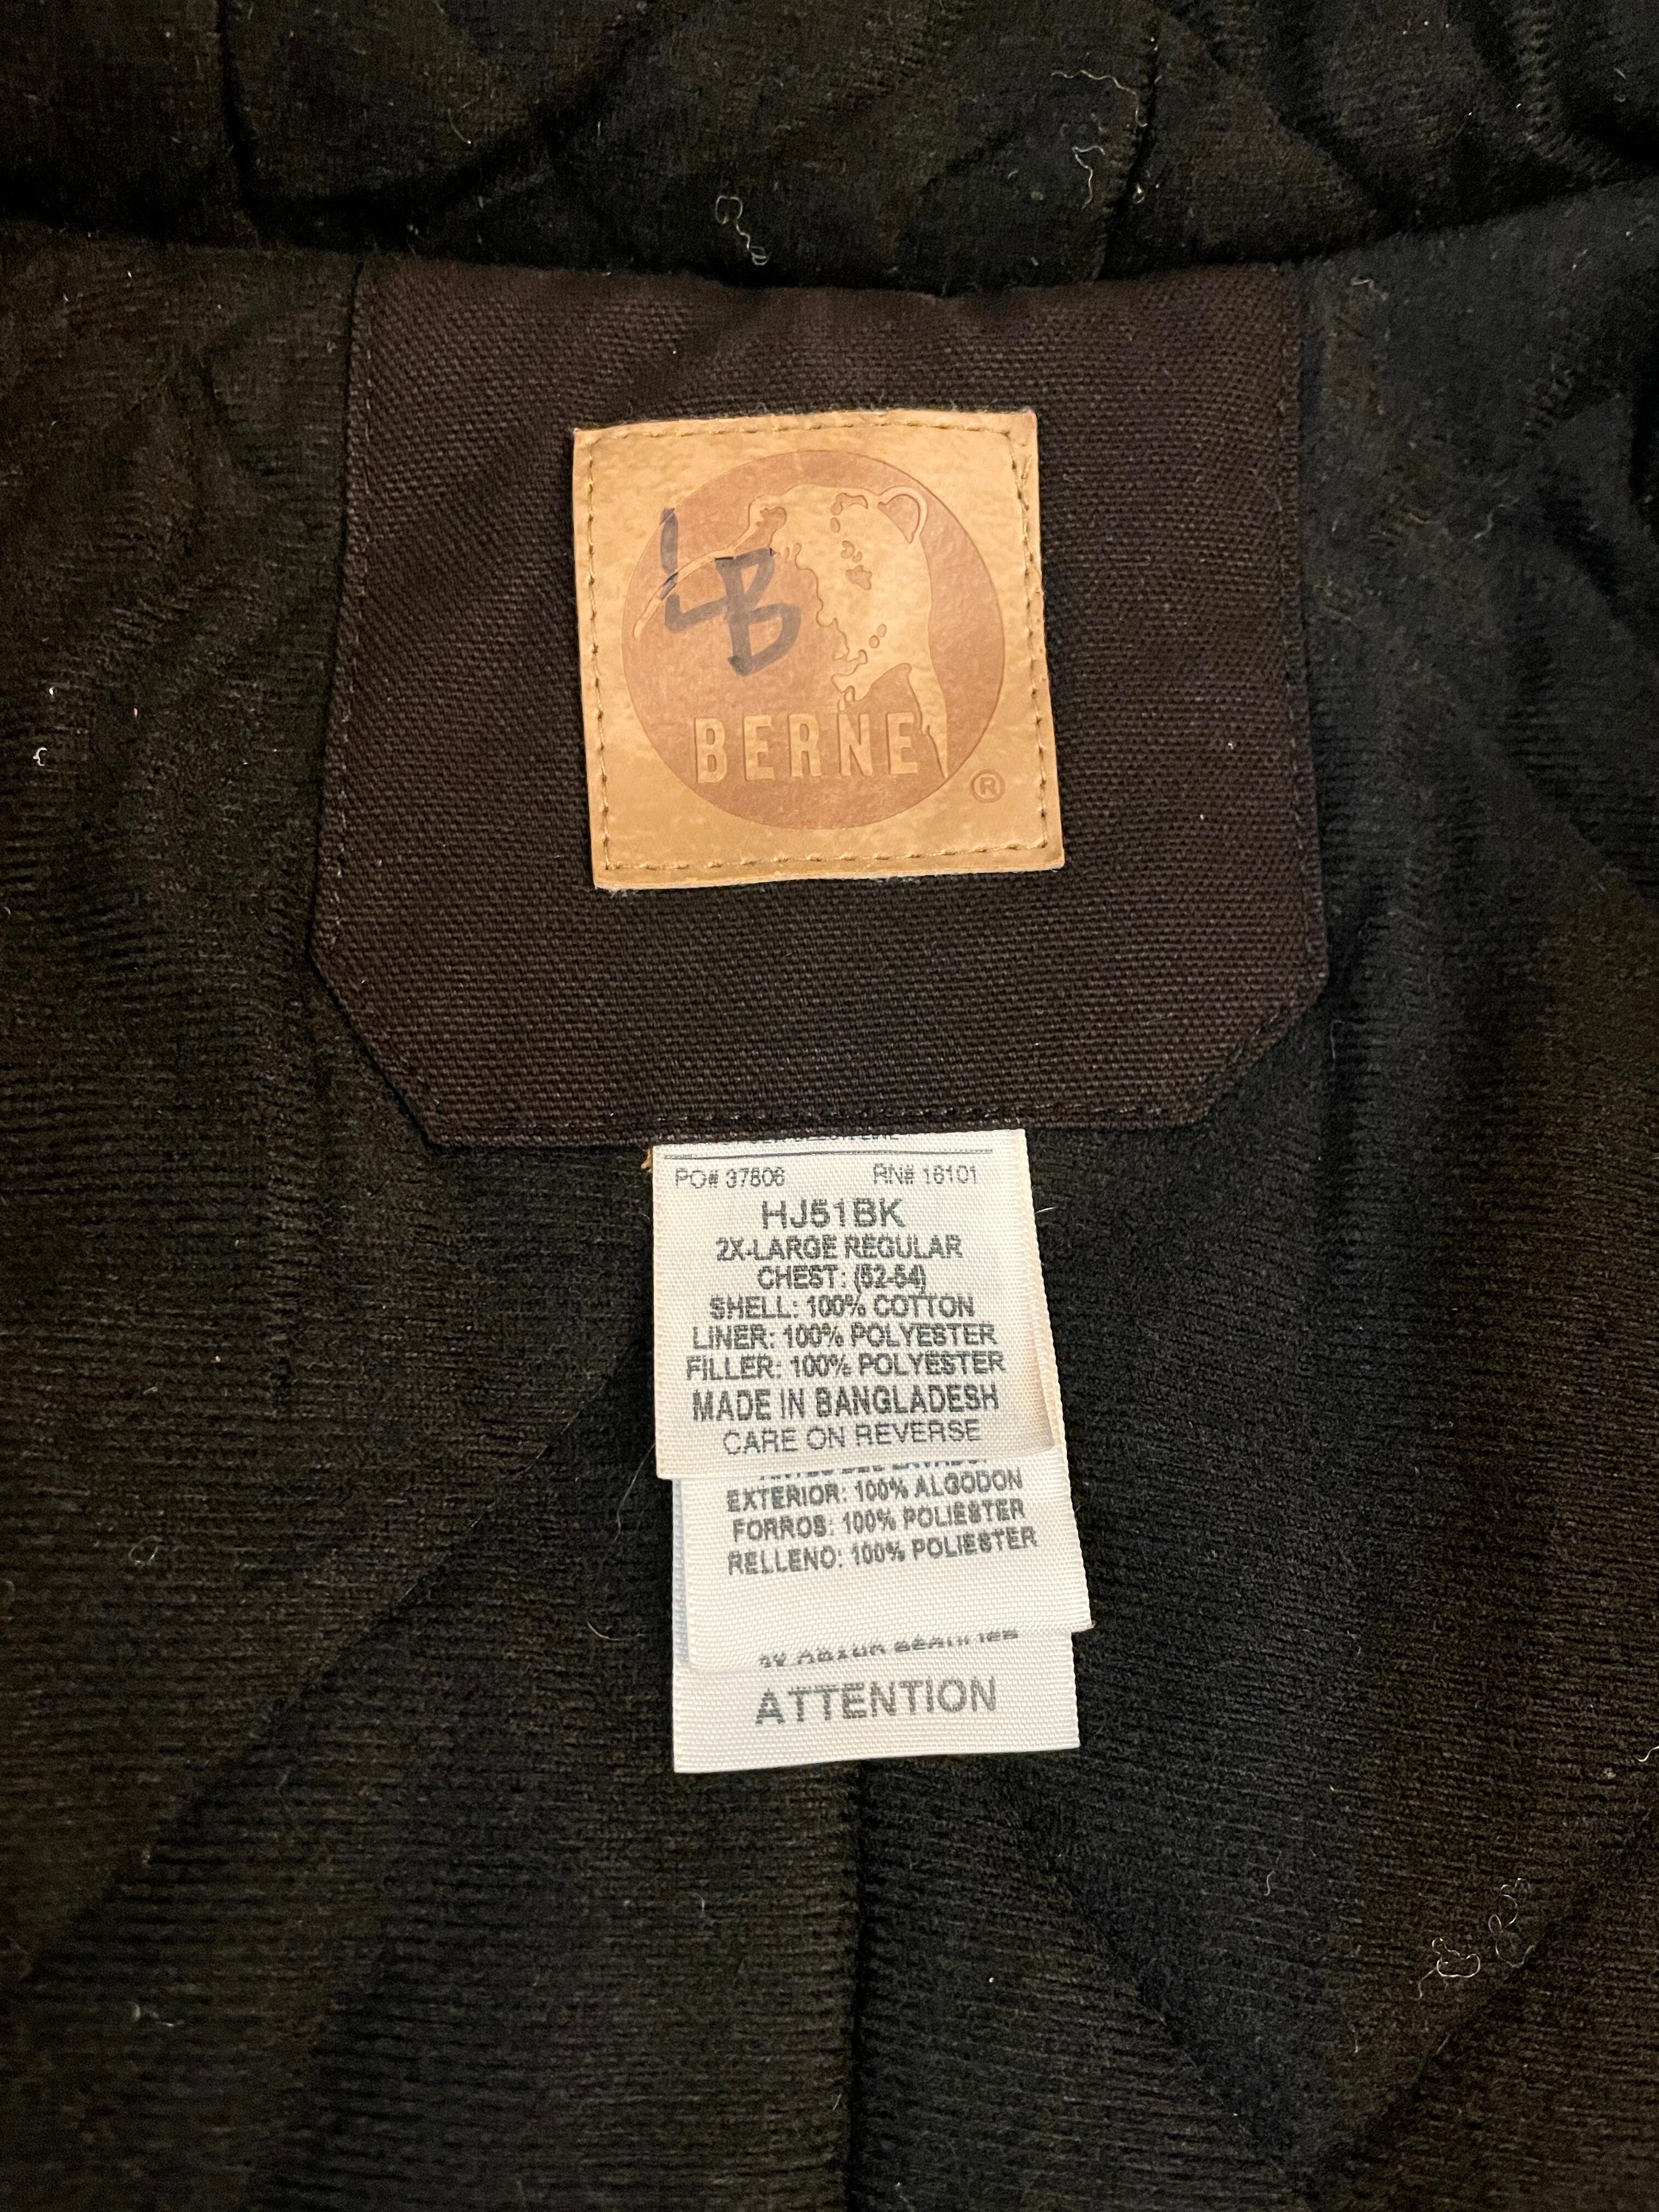 LB
BERNE
®
PO# 37806 RN# 16101
HJ51BK
2X-LARGE REGULAR
CHEST: (52-54)
SHELL: 100% COTTON
LINER: 100% POLYESTER
FILLER: 100% POLYESTER
MADE IN BANGLADESH
CARE ON REVERSE
EXTERIOR: 100% ALGODON
FORROS: 100% POLIESTER
RELLENO: 100% POLIESTER
ATTENTION